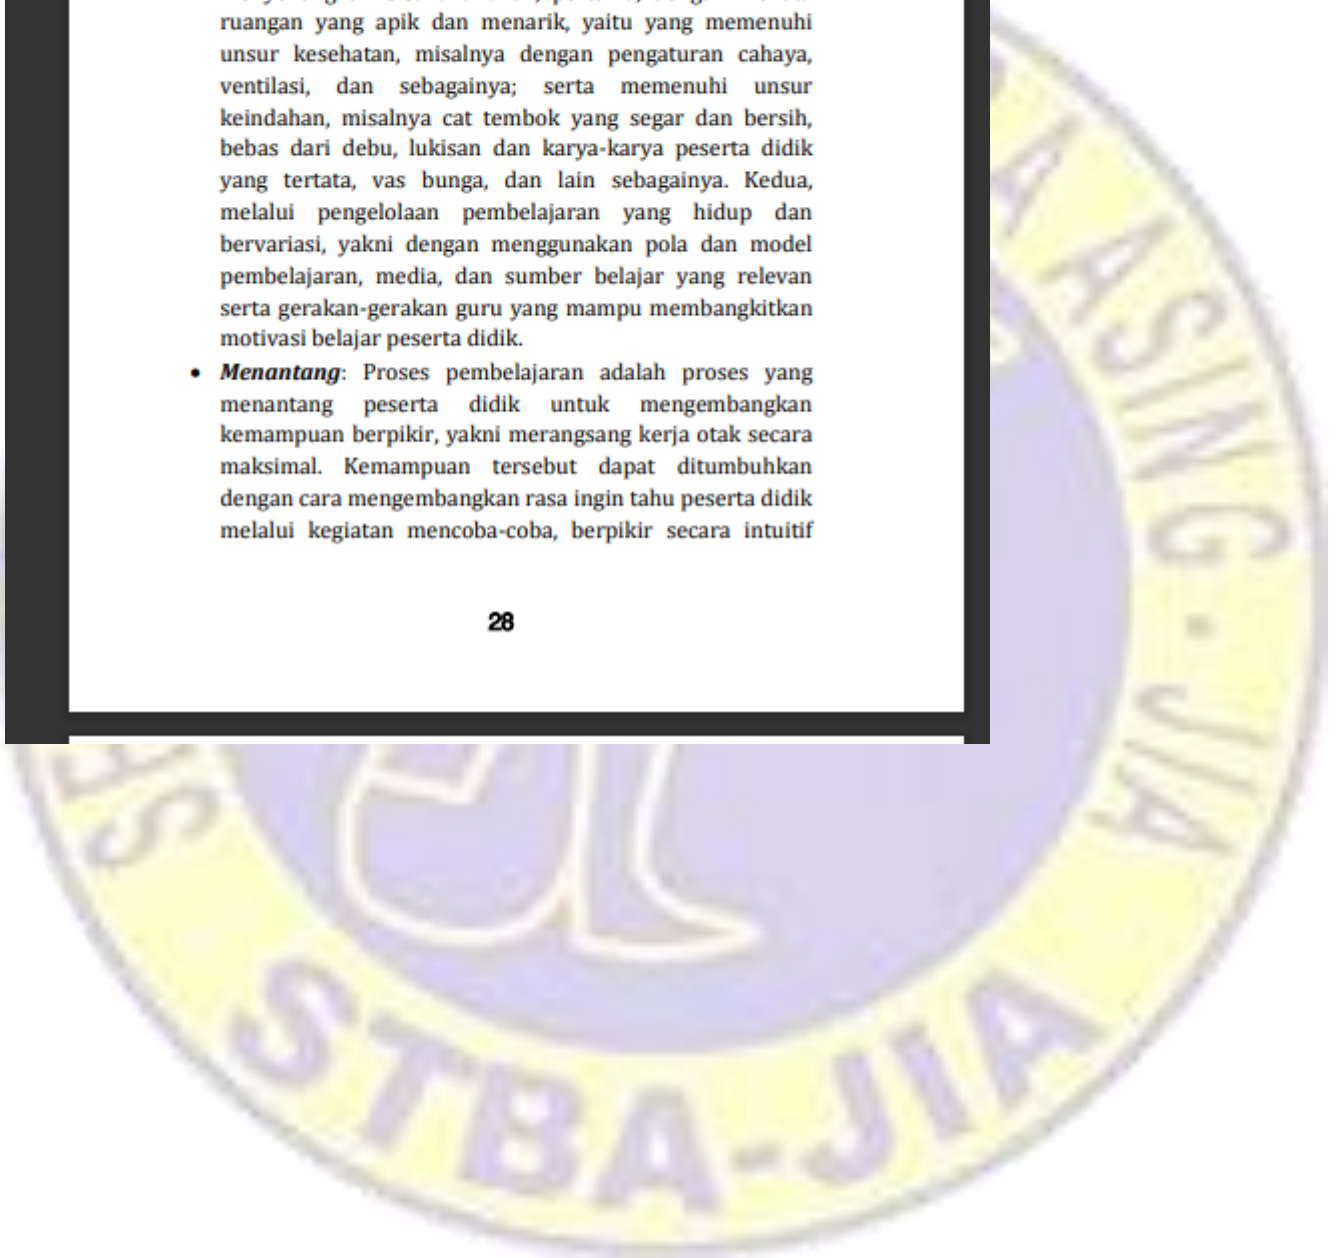 ruangan yang apik dan menarik, yaitu yang memenuhi
unsur kesehatan, misalnya dengan pengaturan cahaya,
ventilasi, dan sebagainya; serta memenuhi unsur
keindahan, misalnya cat tembok yang segar dan bersih,
bebas dari debu, lukisan dan karya-karya peserta didik
yang tertata, vas bunga, dan lain sebagainya. Kedua,
melalui pengelolaan pembelajaran yang hidup dan
bervariasi, yakni dengan menggunakan pola dan model
pembelajaran, media, dan sumber belajar yang relevan
serta gerakan-gerakan guru yang mampu membangkitkan
motivasi belajar peserta didik.
• Menantang: Proses pembelajaran adalah proses yang
menantang peserta didik untuk mengembangkan
kemampuan berpikir, yakni merangsang kerja otak secara
maksimal. Kemampuan tersebut dapat ditumbuhkan
dengan cara mengembangkan rasa ingin tahu peserta didik
melalui kegiatan mencoba-coba, berpikir secara intuitif
28
A ASING · JIA
STBA-JIA